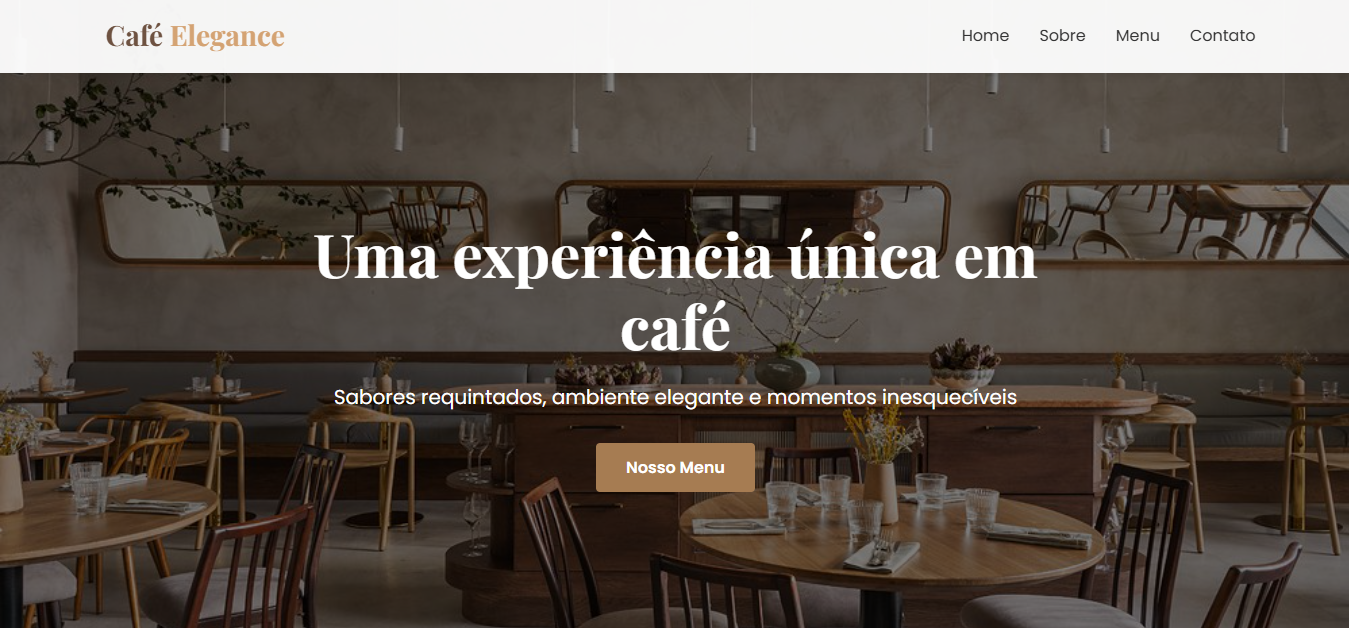 Café Elegance
Home Sobre Menu Contato
Uma experiência única em
café
Sabores requintados, ambiente elegante e momentos inesquecíveis
Nosso Menu